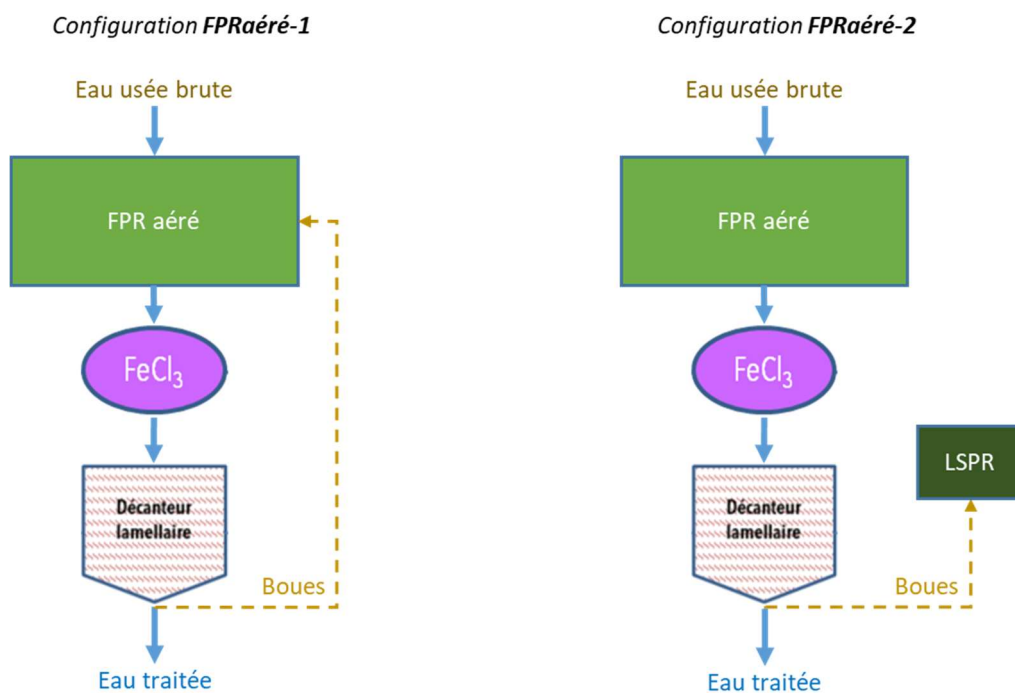 Configuration FPRaéré-1
Eau usée brute
FPR aéré
FeCl₃
Décanteur
lamellaire
Boues
Eau traitée
Configuration FPRaéré-2
Eau usée brute
FPR aéré
FeCl₃
LSPR
Décanteur
lamellaire
Boues
Eau traitée